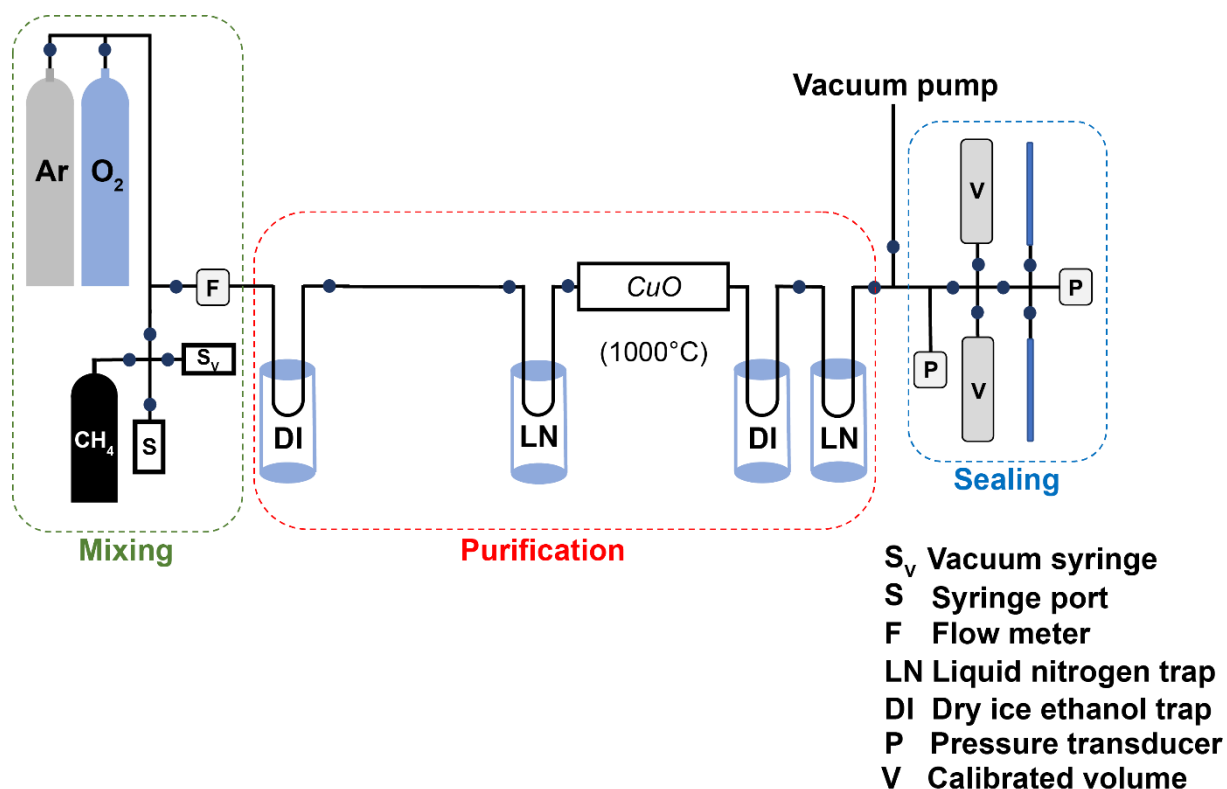 Vacuum pump
Ar
O₂
V
F
CuO
P
(1000°C)
Sᵥ
P
V
CH₄
S
DI
LN
DI
LN
Sealing
Mixing
Purification
Sᵥ Vacuum syringe
S Syringe port
F Flow meter
LN Liquid nitrogen trap
DI Dry ice ethanol trap
P Pressure transducer
V Calibrated volume